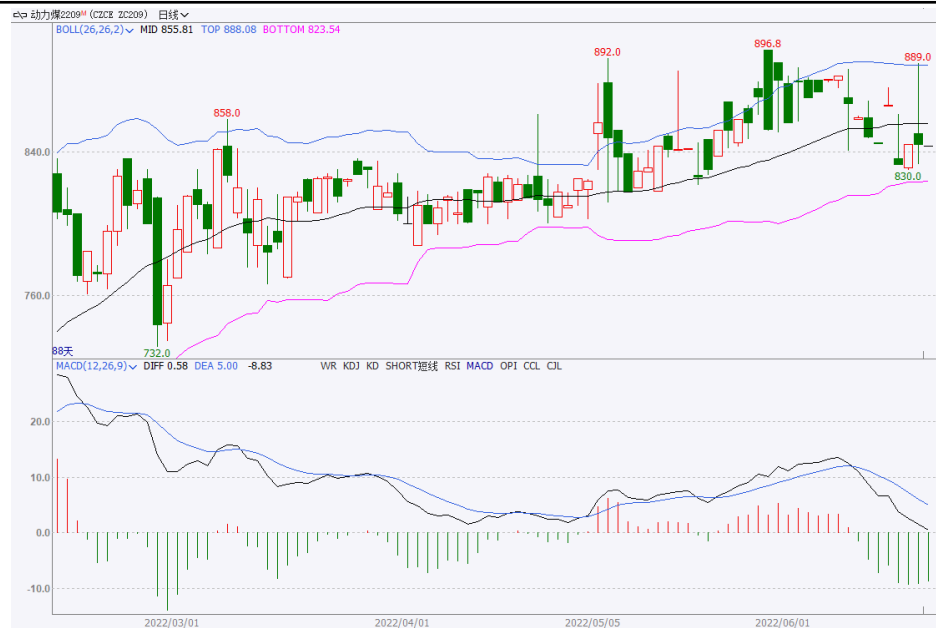 动力煤2209ᴹ (CZCE ZC209) 日线
BOLL(26,26,2) MID 855.81 TOP 888.08 BOTTOM 823.54
896.8
892.0
889.0
858.0
840.0
830.0
760.0
732.0
88天
MACD(12,26,9) DIFF 0.58 DEA 5.00 -8.83 WR KDJ KD SHORT短线 RSI MACD OPI CCL CJL
20.0
10.0
0.0
-10.0
2022/03/01 2022/04/01 2022/05/05 2022/06/01